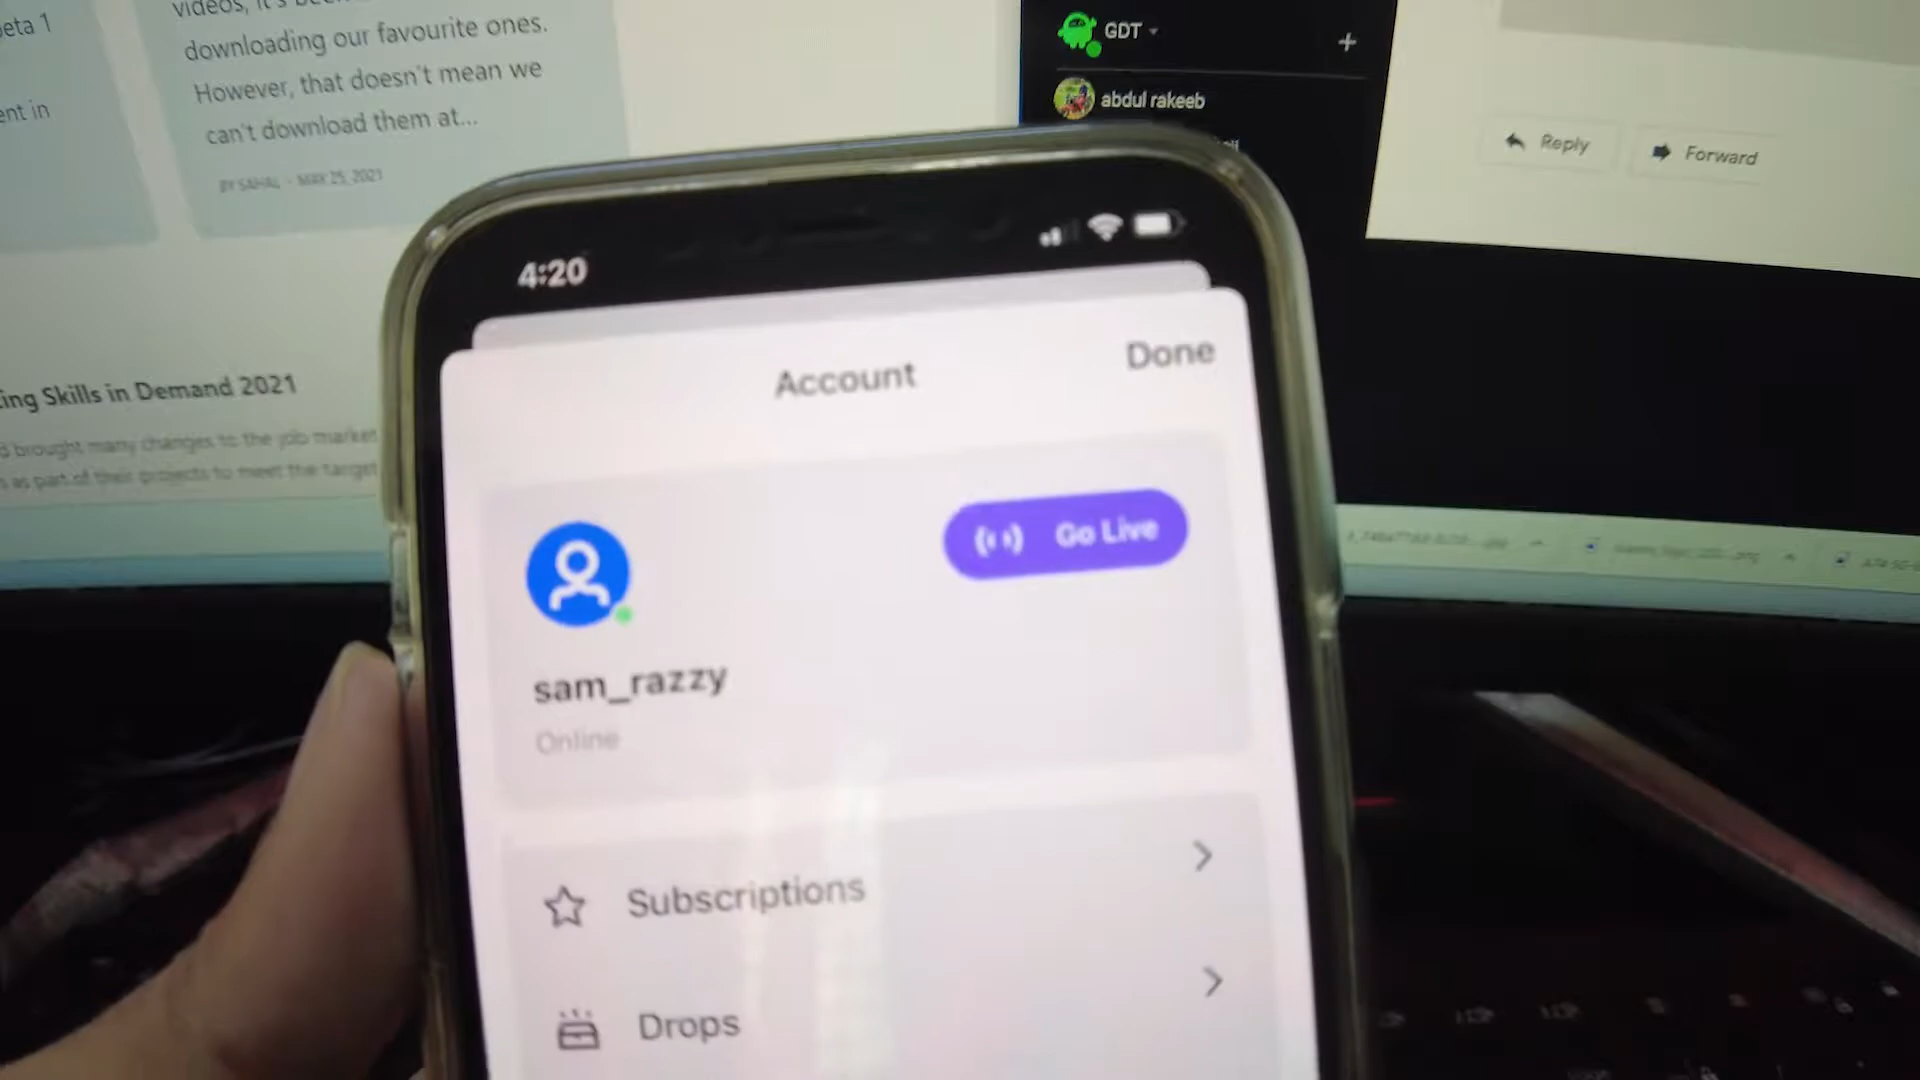 eta 1
ent in
videos, it's
downloading our favourite ones.
However, that doesn't mean we
can't download them at...
BY SAHAL - MAY 25, 2021
ing Skills in Demand 2021
d brought many changes to the job market
as part of their projects to meet the target
GDT
+
abdul rakeeb
Reply
Forward
4:20
Account
Done
Go Live
sam_razzy
Online
Subscriptions
Drops